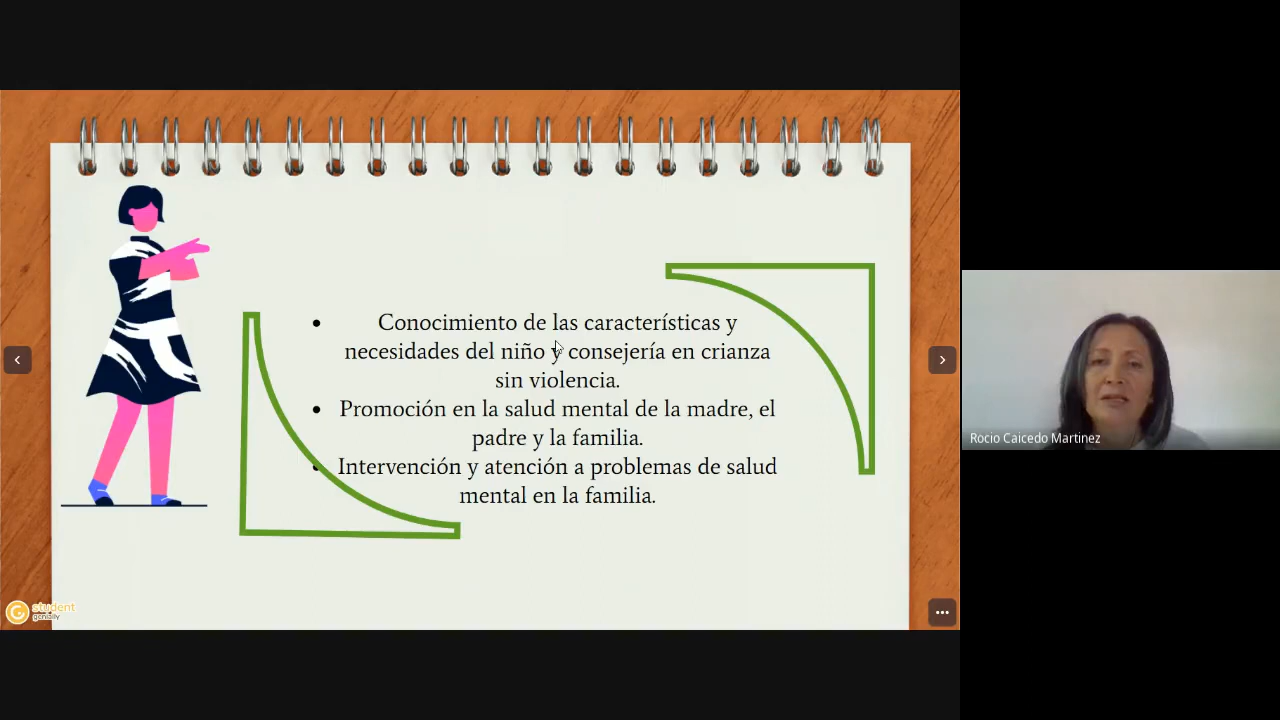 Conocimiento de las características y
necesidades del niño y consejería en crianza
sin violencia.
Promoción en la salud mental de la madre, el
padre y la familia.
Intervención y atención a problemas de salud
mental en la familia.
Rocio Caicedo Martinez
student
genially